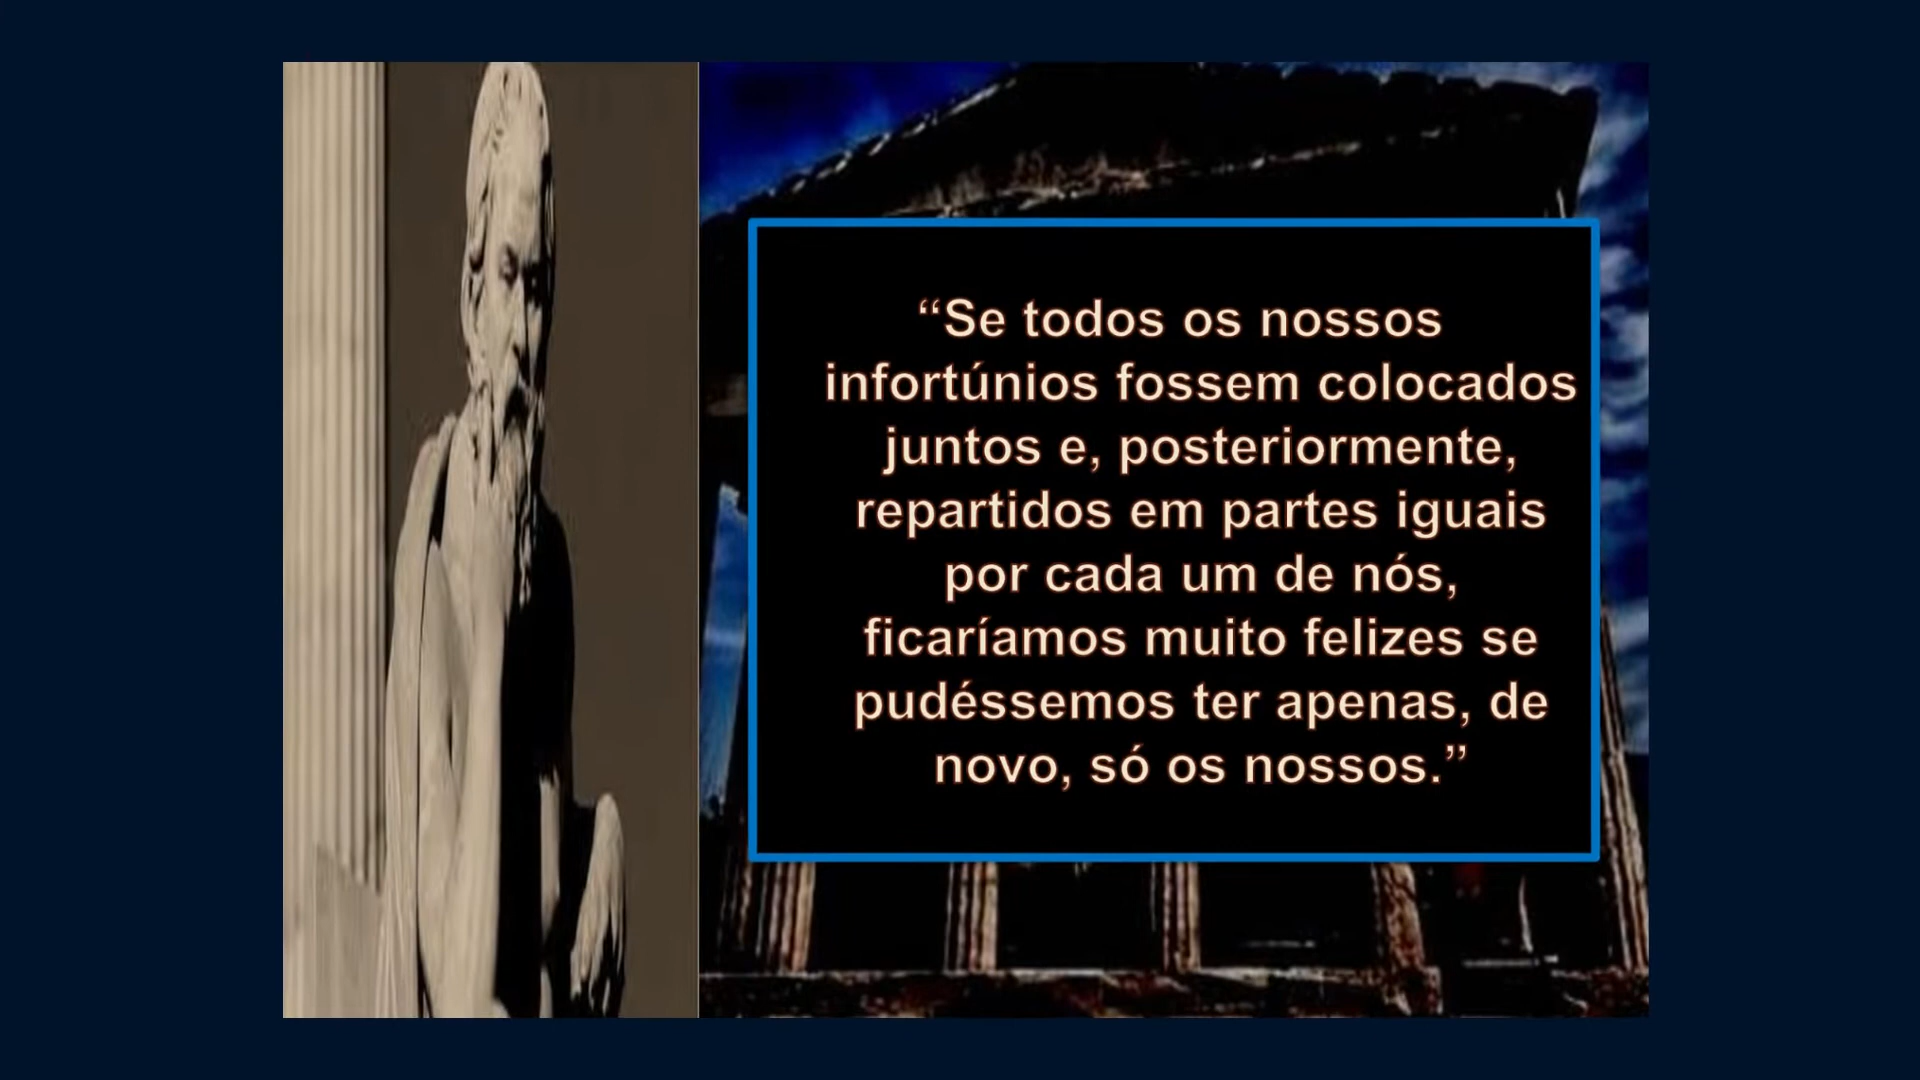 “Se todos os nossos
infortúnios fossem colocados
juntos e, posteriormente,
repartidos em partes iguais
por cada um de nós,
ficaríamos muito felizes se
pudéssemos ter apenas, de
novo, só os nossos.”